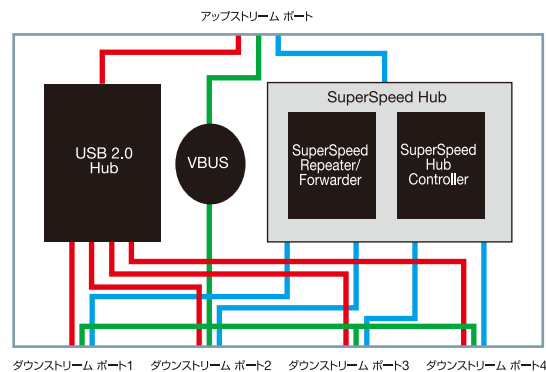 アップストリーム ポート
SuperSpeed Hub
USB 2.0
Hub
VBUS
SuperSpeed
Repeater/
Forwarder
SuperSpeed
Hub
Controller
ダウンストリーム ポート1
ダウンストリーム ポート2
ダウンストリーム ポート3
ダウンストリーム ポート4